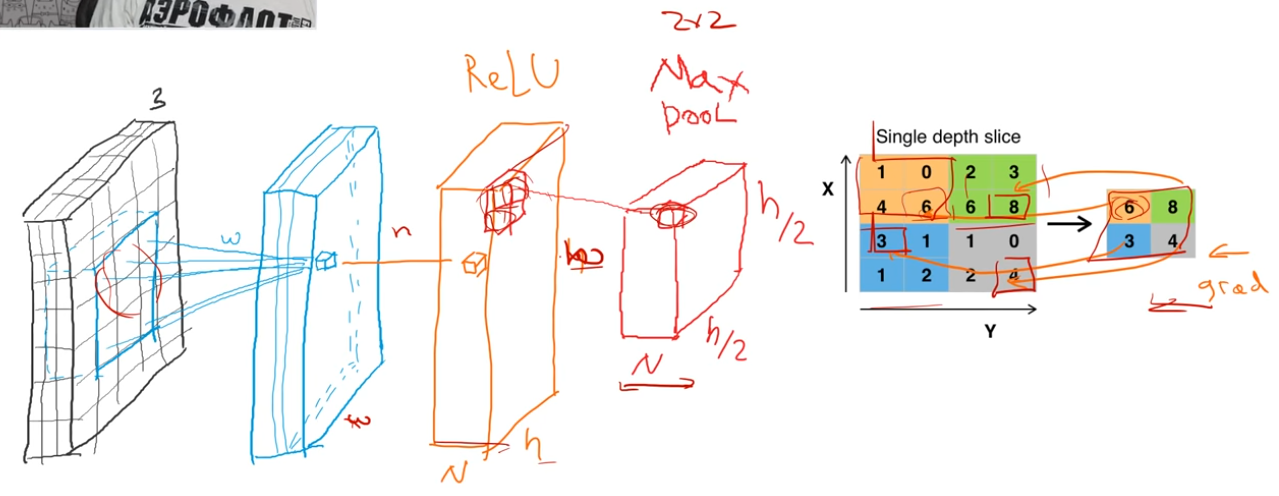 АЭРОФЛОТ
2x2
ReLU
Max
pool
3
w
n
h
N
h/2
h/2
N
Single depth slice
X
1 0 2 3
4 6 6 8
3 1 1 0
1 2 2 4
Y
6 8
3 4
grad